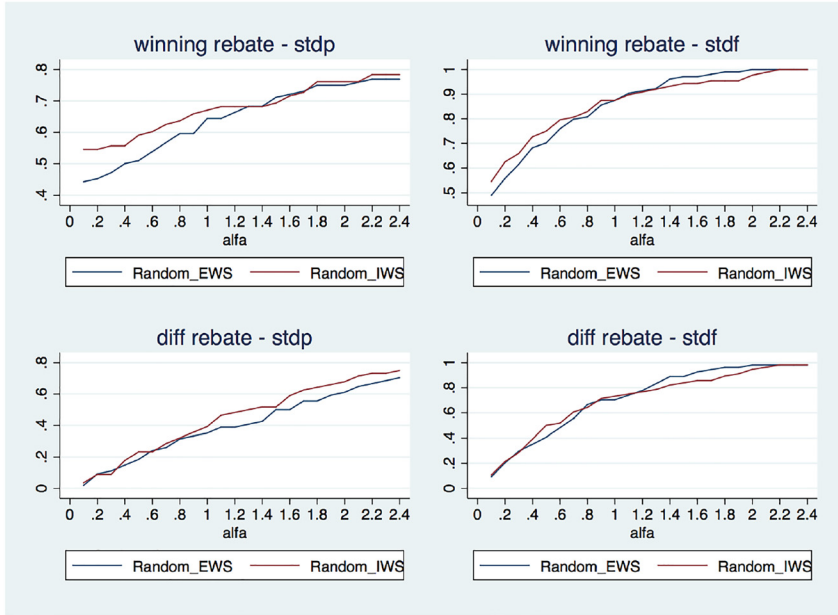 winning rebate - stdp
.8
.7
.6
.5
.4
0 .2 .4 .6 .8 1 1.2 1.4 1.6 1.8 2 2.2 2.4
alfa
Random_EWS Random_IWS
winning rebate - stdf
1
.9
.8
.7
.6
.5
0 .2 .4 .6 .8 1 1.2 1.4 1.6 1.8 2 2.2 2.4
alfa
Random_EWS Random_IWS
diff rebate - stdp
.8
.6
.4
.2
0
0 .2 .4 .6 .8 1 1.2 1.4 1.6 1.8 2 2.2 2.4
alfa
Random_EWS Random_IWS
diff rebate - stdf
1
.8
.6
.4
.2
0
0 .2 .4 .6 .8 1 1.2 1.4 1.6 1.8 2 2.2 2.4
alfa
Random_EWS Random_IWS